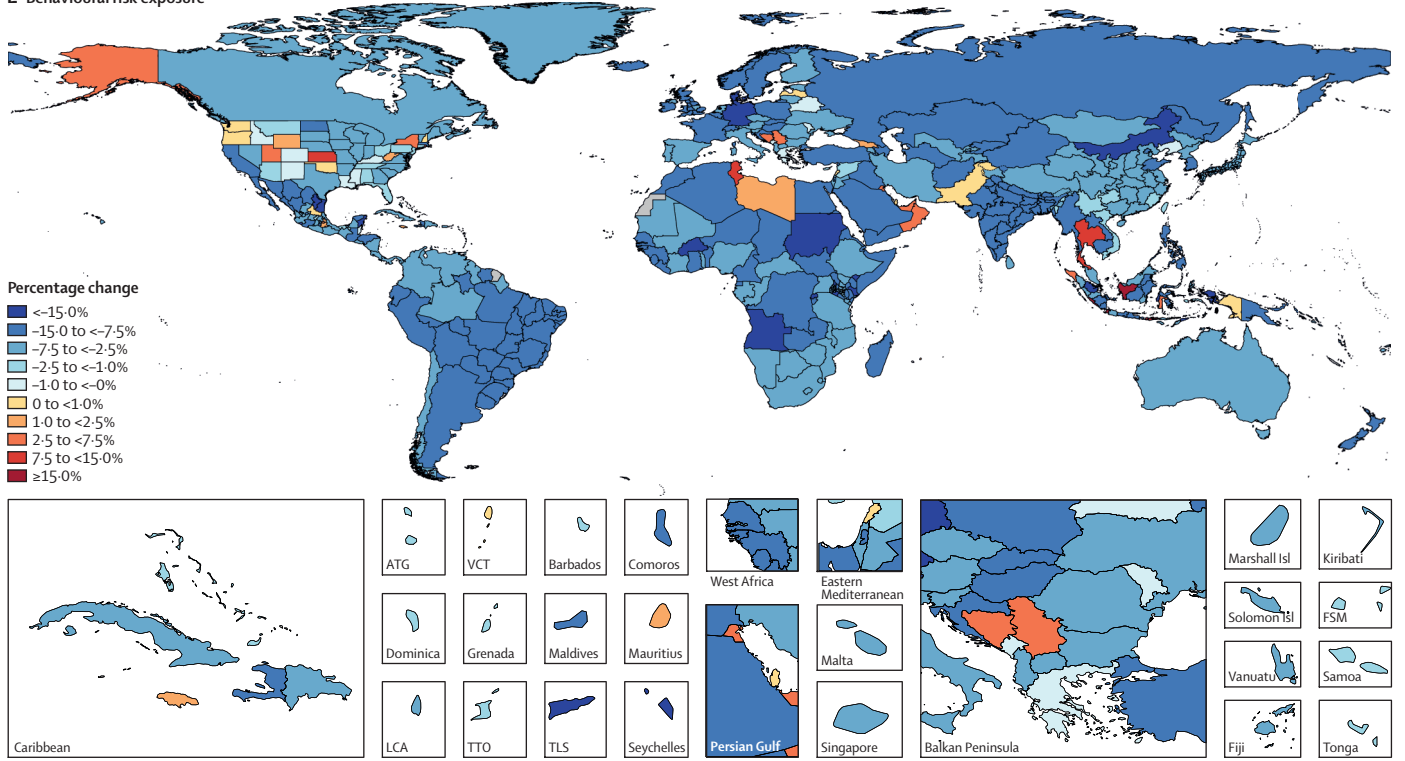 E Behavioural risk exposure
Percentage change
<–15·0%
–15·0 to <–7·5%
–7·5 to <–2·5%
–2·5 to <–1·0%
–1·0 to <–0%
0 to <1·0%
1·0 to <2·5%
2·5 to <7·5%
7·5 to <15·0%
≥15·0%
Caribbean
ATG
VCT
Barbados
Comoros
Dominica
Grenada
Maldives
Mauritius
LCA
TTO
TLS
Seychelles
West Africa
Eastern
Mediterranean
Persian Gulf
Malta
Singapore
Balkan Peninsula
Marshall Isl
Kiribati
Solomon Isl
FSM
Vanuatu
Samoa
Fiji
Tonga